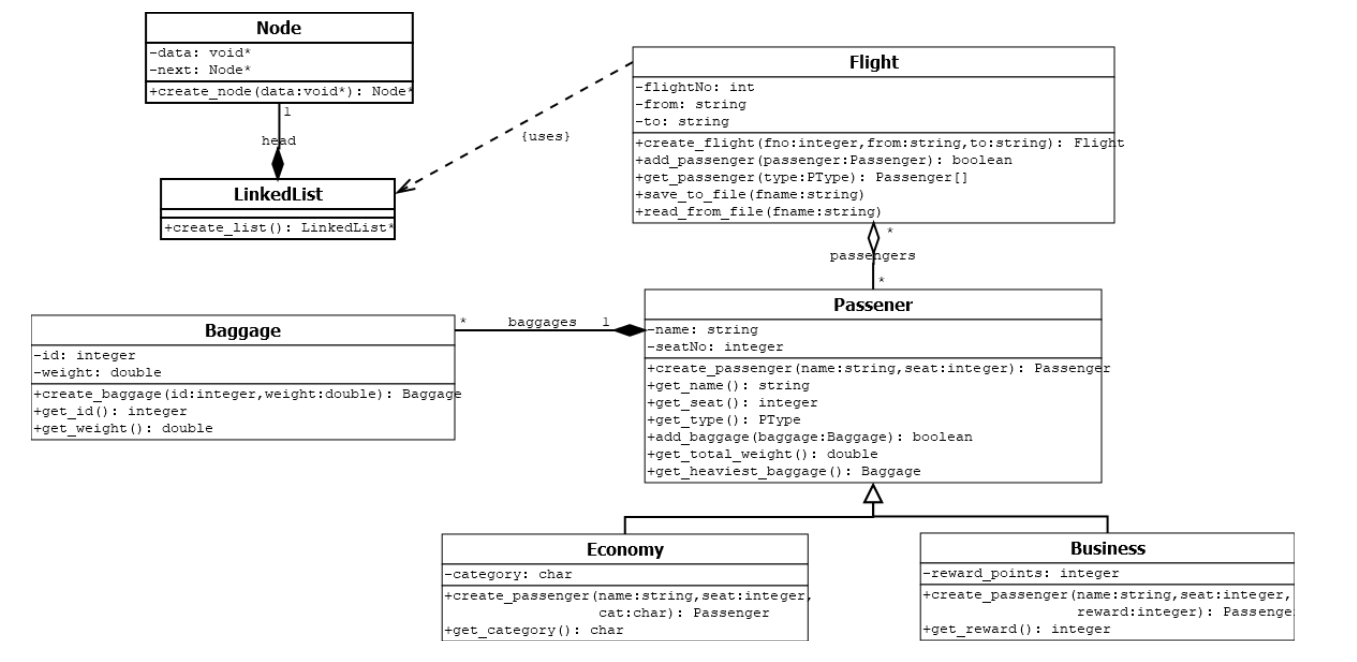 Node
-data: void*
-next: Node*
+create_node(data:void*): Node*
1
head
LinkedList
+create_list(): LinkedList*
{uses}
Flight
-flightNo: int
-from: string
-to: string
+create_flight(fno:integer,from:string,to:string): Flight
+add_passenger(passenger:Passenger): boolean
+get_passenger(type:PType): Passenger[]
+save_to_file(fname:string)
+read_from_file(fname:string)
*
passengers
*
Passener
-name: string
-seatNo: integer
+create_passenger(name:string,seat:integer): Passenger
+get_name(): string
+get_seat(): integer
+get_type(): PType
+add_baggage(baggage:Baggage): boolean
+get_total_weight(): double
+get_heaviest_baggage(): Baggage
* baggages 1
Baggage
-id: integer
-weight: double
+create_baggage(id:integer,weight:double): Baggage
+get_id(): integer
+get_weight(): double
Economy
-category: char
+create_passenger(name:string,seat:integer,
cat:char): Passenger
+get_category(): char
Business
-reward_points: integer
+create_passenger(name:string,seat:integer,
reward:integer): Passenge
+get_reward(): integer